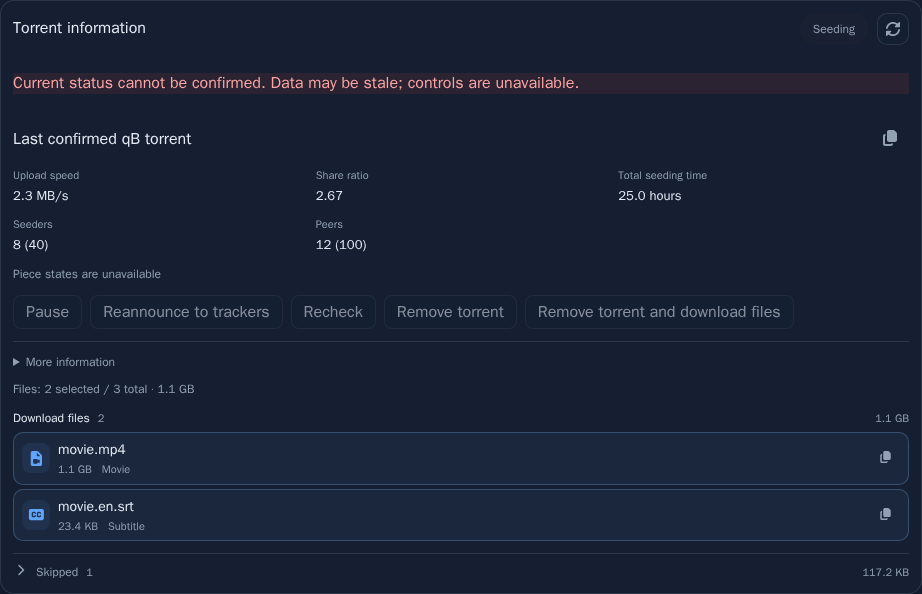 Torrent information
Seeding
Current status cannot be confirmed. Data may be stale; controls are unavailable.
Last confirmed qB torrent
Upload speed
2.3 MB/s
Share ratio
2.67
Total seeding time
25.0 hours
Seeders
8 (40)
Peers
12 (100)
Piece states are unavailable
Pause
Reannounce to trackers
Recheck
Remove torrent
Remove torrent and download files
More information
Files: 2 selected / 3 total · 1.1 GB
Download files 2
1.1 GB
movie.mp4
1.1 GB Movie
CC
movie.en.srt
23.4 KB Subtitle
Skipped 1
117.2 KB